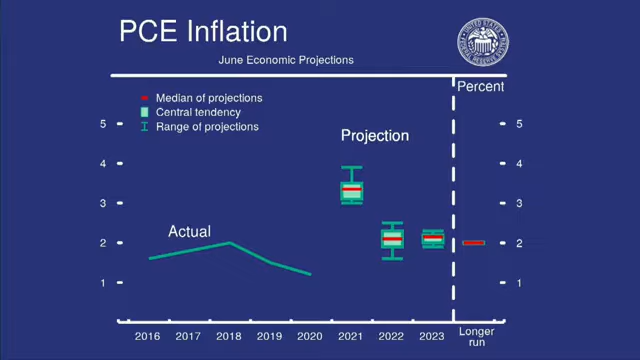 PCE Inflation
June Economic Projections
Percent
Median of projections
Central tendency
Range of projections
Projection
Actual
5
4
3
2
1
5
4
3
2
1
2016 2017 2018 2019 2020 2021 2022 2023 Longer run